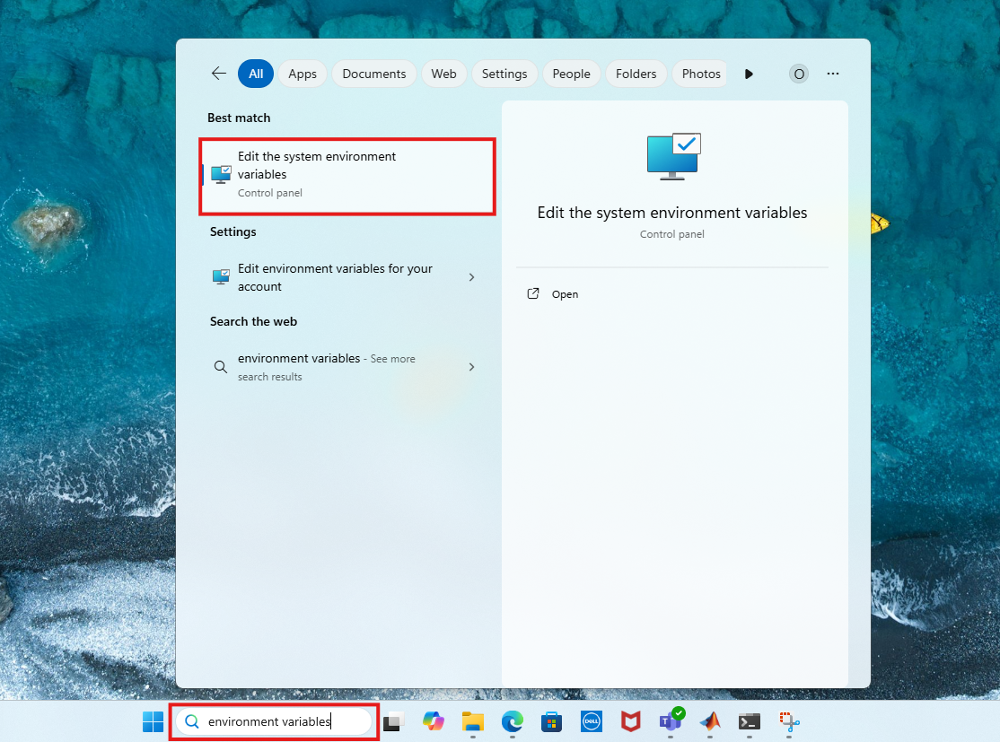 All
Apps
Documents
Web
Settings
People
Folders
Photos
O
Best match
Edit the system environment
variables
Control panel
Settings
Edit environment variables for your
account
Search the web
environment variables - See more
search results
Edit the system environment variables
Control panel
Open
environment variables
DELL